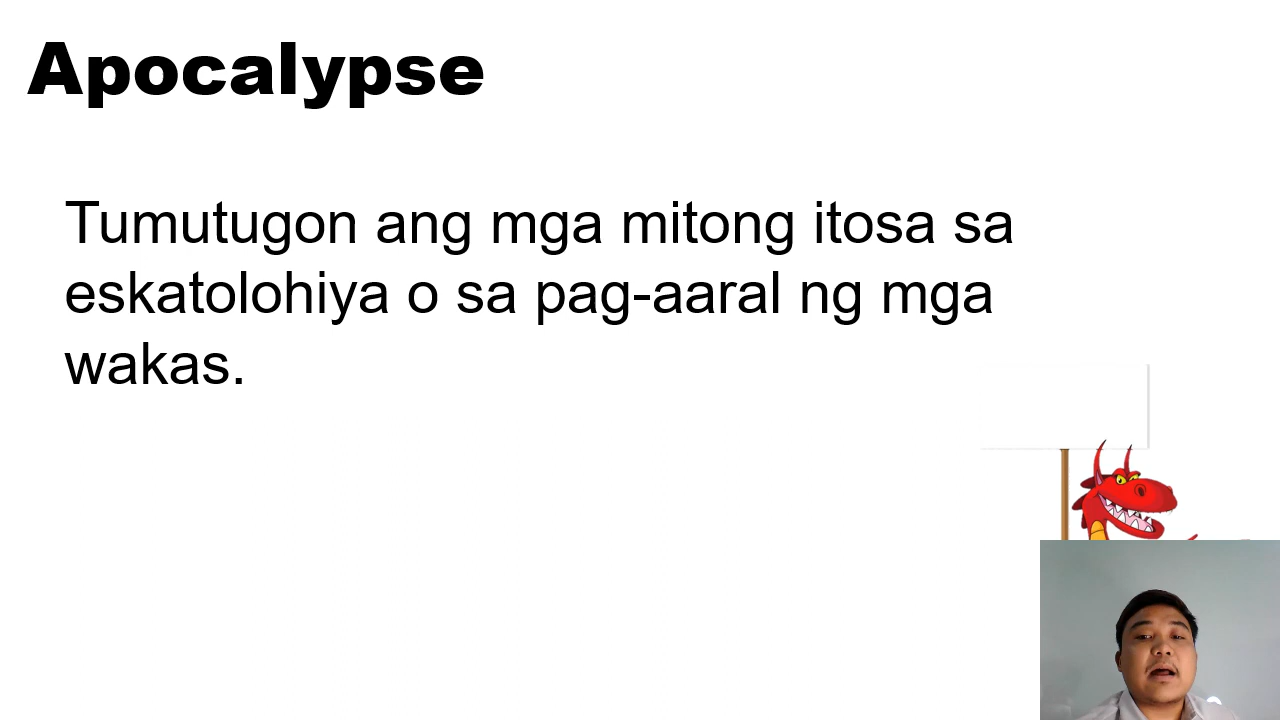 Apocalypse
Tumutugon ang mga mitong itosa sa
eskatolohiya o sa pag-aaral ng mga
wakas.